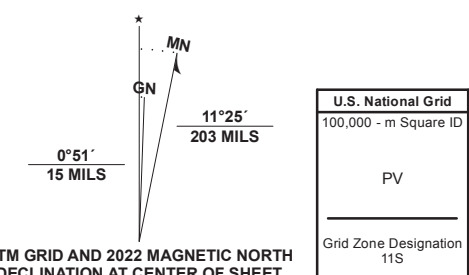 ★
MN
GN
11°25´
203 MILS
0°51´
15 MILS
TM GRID AND 2022 MAGNETIC NORTH
DECLINATION AT CENTER OF SHEET
U.S. National Grid
100,000 - m Square ID
PV
Grid Zone Designation
11S